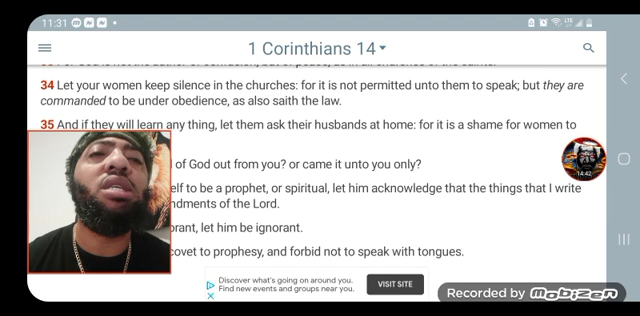 11:31
LTE
1 Corinthians 14
34 Let your women keep silence in the churches: for it is not permitted unto them to speak; but they are
commanded to be under obedience, as also saith the law.
35 And if they will learn any thing, let them ask their husbands at home: for it is a shame for women to
of God out from you? or came it unto you only?
elf to be a prophet, or spiritual, let him acknowledge that the things that I write
ndments of the Lord.
orant, let him be ignorant.
covet to prophesy, and forbid not to speak with tongues.
14:42
Discover what's going on around you.
Find new events and groups near you.
VISIT SITE
Recorded by Mobizen